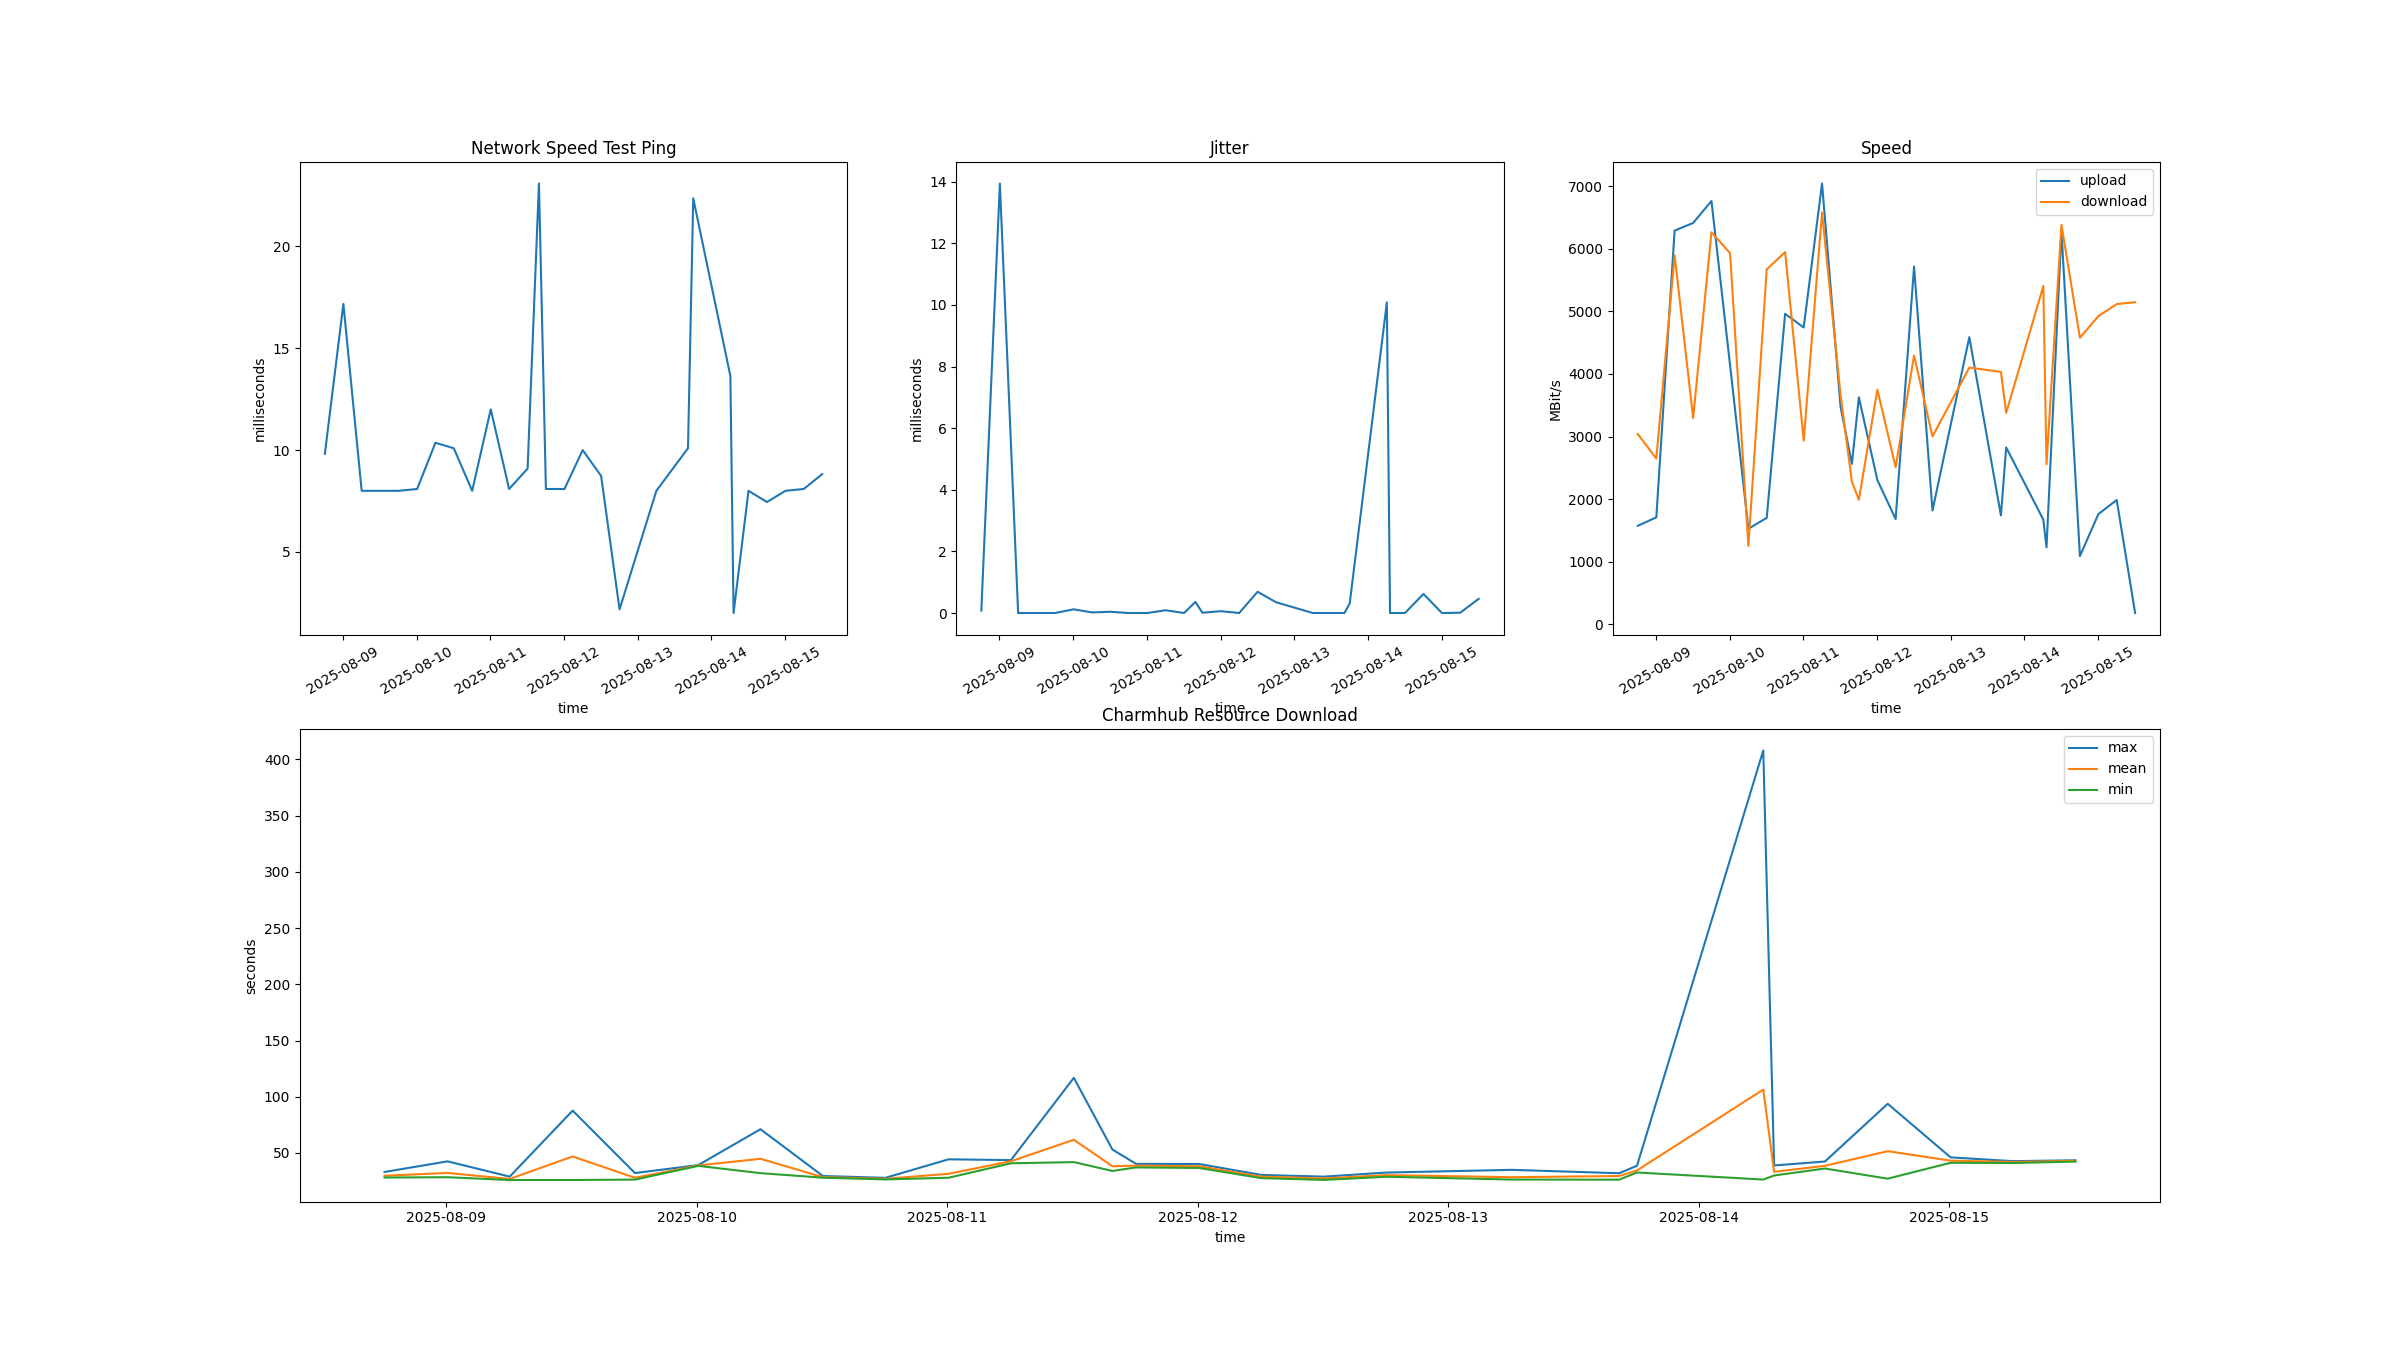 Network Speed Test Ping
milliseconds
20
15
10
5
2025-08-09 2025-08-10 2025-08-11 2025-08-12 2025-08-13 2025-08-14 2025-08-15
time
Jitter
milliseconds
14
12
10
8
6
4
2
0
2025-08-09 2025-08-10 2025-08-11 2025-08-12 2025-08-13 2025-08-14 2025-08-15
time
Speed
MBit/s
7000
6000
5000
4000
3000
2000
1000
0
upload
download
2025-08-09 2025-08-10 2025-08-11 2025-08-12 2025-08-13 2025-08-14 2025-08-15
time
Charmhub Resource Download
seconds
400
350
300
250
200
150
100
50
max
mean
min
2025-08-09 2025-08-10 2025-08-11 2025-08-12 2025-08-13 2025-08-14 2025-08-15
time